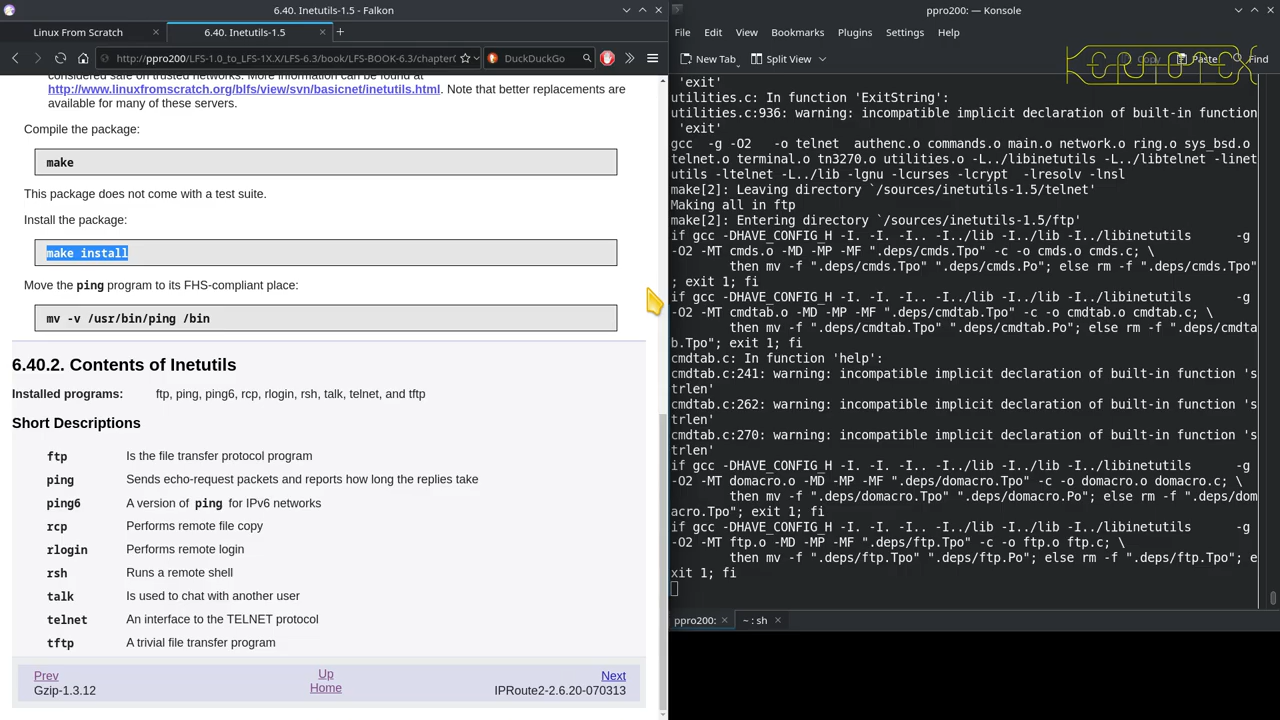 6.40. Inetutils-1.5 - Falkon
Linux From Scratch
6.40. Inetutils-1.5
http://ppro200/LFS-1.0_to_LFS-1X.X/LFS-6.3/book/LFS-BOOK-6.3/chapter0
DuckDuckGo
considered safe on trusted networks. More information can be found at
http://www.linuxfromscratch.org/blfs/view/svn/basicnet/inetutils.html. Note that better replacements are
available for many of these servers.
Compile the package:
make
This package does not come with a test suite.
Install the package:
make install
Move the ping program to its FHS-compliant place:
mv -v /usr/bin/ping /bin
6.40.2. Contents of Inetutils
Installed programs: ftp, ping, ping6, rcp, rlogin, rsh, talk, telnet, and tftp
Short Descriptions
ftp Is the file transfer protocol program
ping Sends echo-request packets and reports how long the replies take
ping6 A version of ping for IPv6 networks
rcp Performs remote file copy
rlogin Performs remote login
rsh Runs a remote shell
talk Is used to chat with another user
telnet An interface to the TELNET protocol
tftp A trivial file transfer program
Prev Up Next
Gzip-1.3.12 Home IPRoute2-2.6.20-070313
ppro200: — Konsole
File Edit View Bookmarks Plugins Settings Help
New Tab Split View Copy Paste Find
'exit'
utilities.c: In function 'ExitString':
utilities.c:936: warning: incompatible implicit declaration of built-in function
'exit'
gcc  -g -O2   -o telnet  authenc.o commands.o main.o network.o ring.o sys_bsd.o
telnet.o terminal.o tn3270.o utilities.o -L../libinetutils -L../libtelnet -linet
utils -ltelnet -L../lib -lgnu -lcurses -lcrypt  -lresolv -lnsl
make[2]: Leaving directory `/sources/inetutils-1.5/telnet'
Making all in ftp
make[2]: Entering directory `/sources/inetutils-1.5/ftp'
if gcc -DHAVE_CONFIG_H -I. -I. -I.. -I../lib -I../lib -I../libinetutils      -g
-O2 -MT cmds.o -MD -MP -MF ".deps/cmds.Tpo" -c -o cmds.o cmds.c; \
then mv -f ".deps/cmds.Tpo" ".deps/cmds.Po"; else rm -f ".deps/cmds.Tpo"
; exit 1; fi
if gcc -DHAVE_CONFIG_H -I. -I. -I.. -I../lib -I../lib -I../libinetutils      -g
-O2 -MT cmdtab.o -MD -MP -MF ".deps/cmdtab.Tpo" -c -o cmdtab.o cmdtab.c; \
then mv -f ".deps/cmdtab.Tpo" ".deps/cmdtab.Po"; else rm -f ".deps/cmdta
b.Tpo"; exit 1; fi
cmdtab.c: In function 'help':
cmdtab.c:241: warning: incompatible implicit declaration of built-in function 's
trlen'
cmdtab.c:262: warning: incompatible implicit declaration of built-in function 's
trlen'
cmdtab.c:270: warning: incompatible implicit declaration of built-in function 's
trlen'
if gcc -DHAVE_CONFIG_H -I. -I. -I.. -I../lib -I../lib -I../libinetutils      -g
-O2 -MT domacro.o -MD -MP -MF ".deps/domacro.Tpo" -c -o domacro.o domacro.c; \
then mv -f ".deps/domacro.Tpo" ".deps/domacro.Po"; else rm -f ".deps/dom
acro.Tpo"; exit 1; fi
if gcc -DHAVE_CONFIG_H -I. -I. -I.. -I../lib -I../lib -I../libinetutils      -g
-O2 -MT ftp.o -MD -MP -MF ".deps/ftp.Tpo" -c -o ftp.o ftp.c; \
then mv -f ".deps/ftp.Tpo" ".deps/ftp.Po"; else rm -f ".deps/ftp.Tpo"; e
xit 1; fi
ppro200: ~ : sh